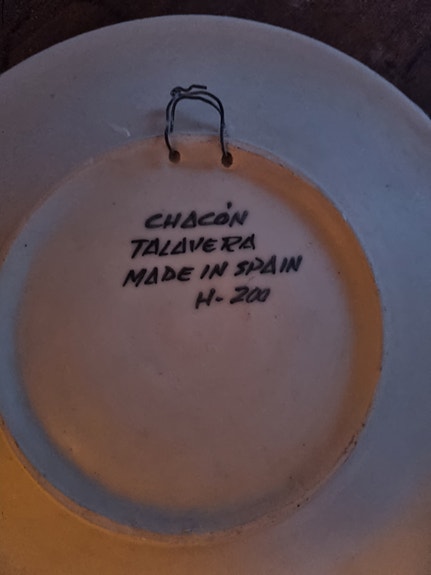 CHACÓN
TALAVERA
MADE IN SPAIN
H-200